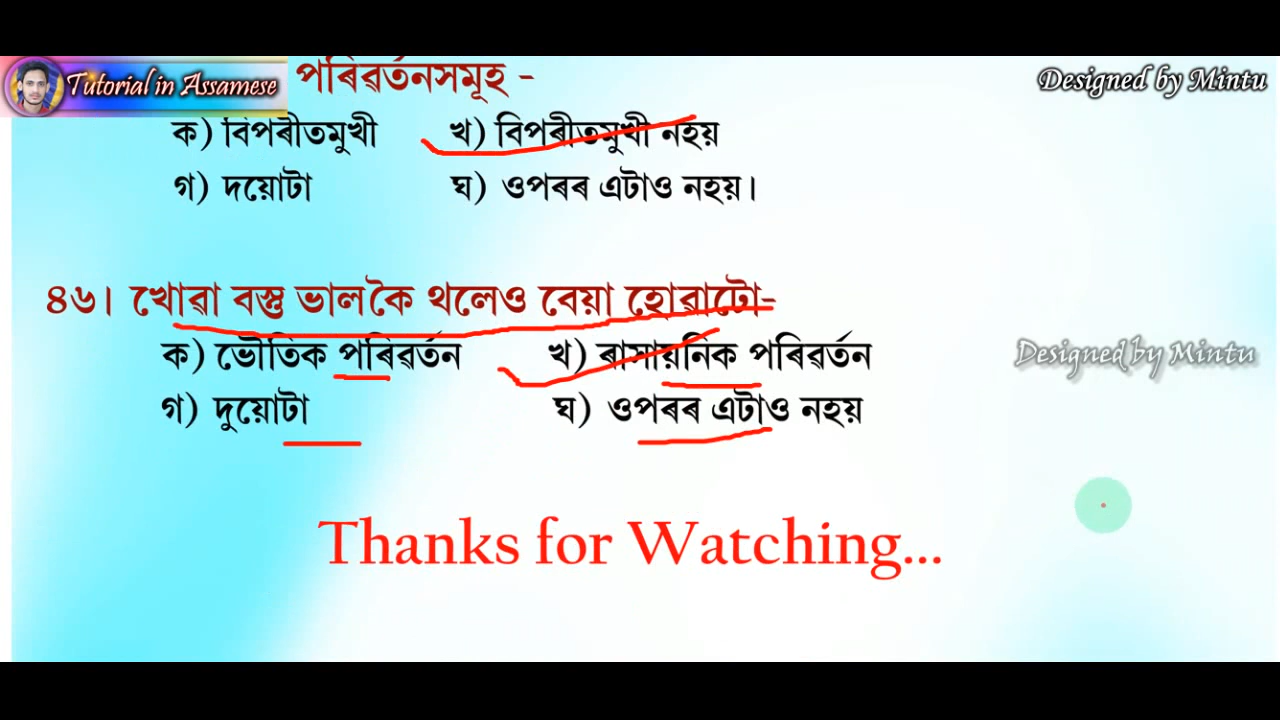 Tutorial in Assamese
পৰিৱৰ্তনসমূহ -
Designed by Mintu
ক) বিপৰীতমুখী খ) বিপৰীতমুখী নহয়
গ) দয়োটা ঘ) ওপৰৰ এটাও নহয়।
৪৬। খোৱা বস্তু ভালকৈ থলেও বেয়া হোৱাটো-
ক) ভৌতিক পৰিৱৰ্তন খ) ৰাসায়নিক পৰিৱৰ্তন
Designed by Mintu
গ) দুয়োটা ঘ) ওপৰৰ এটাও নহয়
Thanks for Watching...